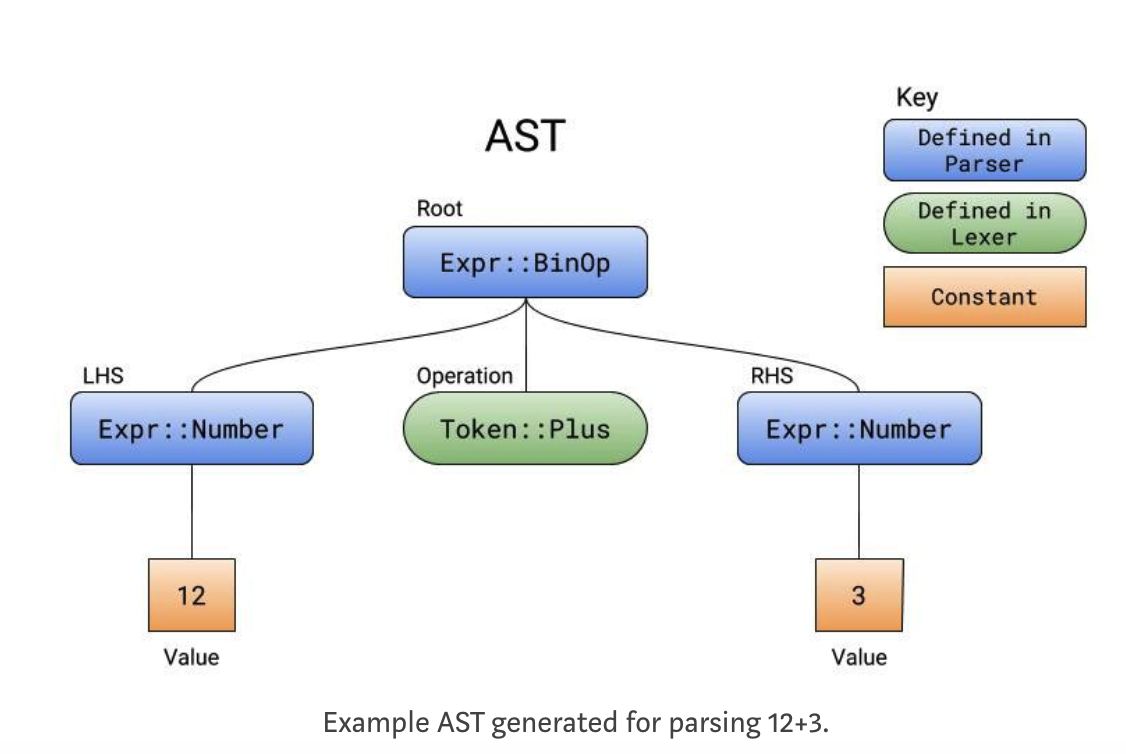 Key
Defined in
Parser
Defined in
Lexer
Constant
AST
Root
Expr::BinOp
LHS
Operation
RHS
Expr::Number
Token::Plus
Expr::Number
12
3
Value
Value
Example AST generated for parsing 12+3.